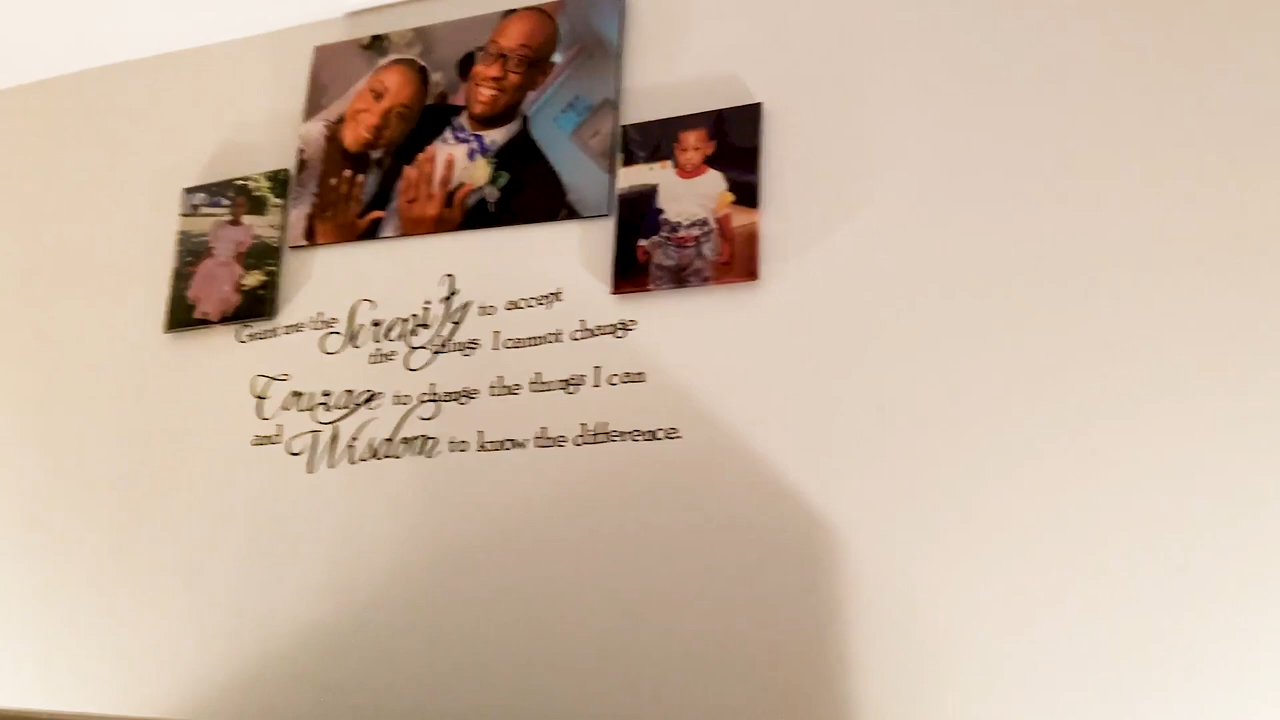 Grant me the Serenity to accept
the things I cannot change
Courage to change the things I can
and Wisdom to know the difference.